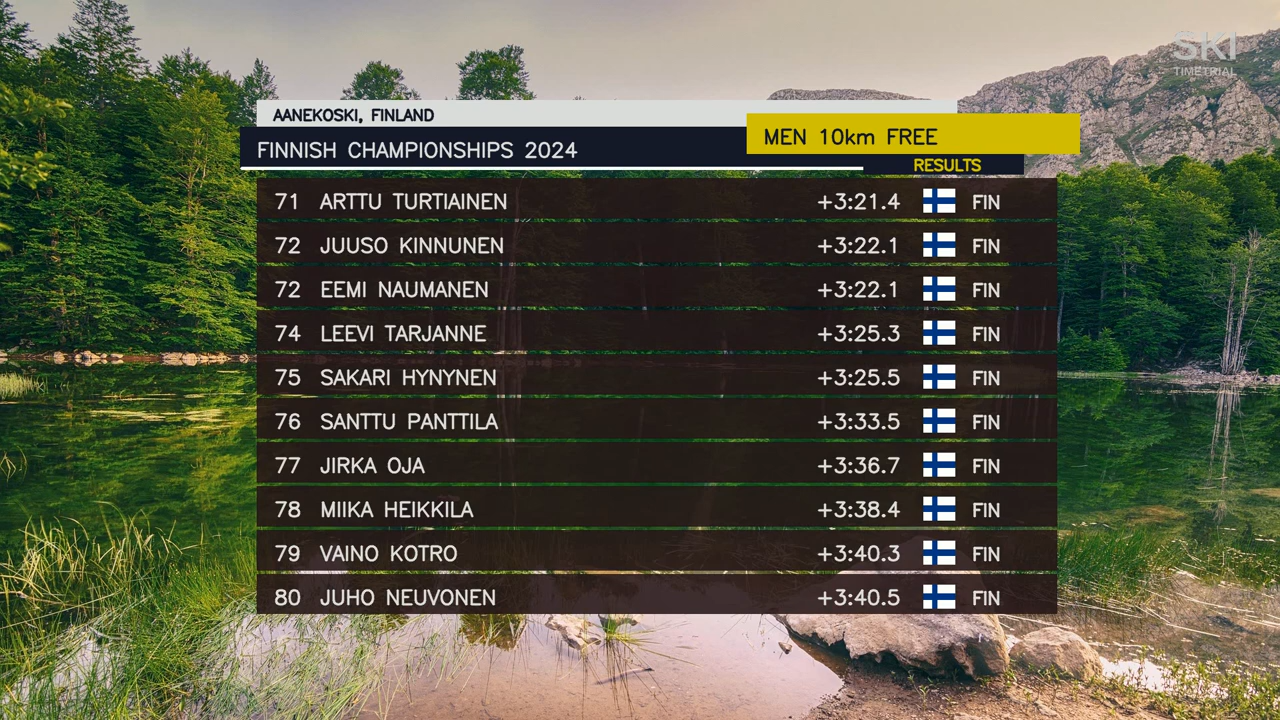 SKI
TIMETRIAL
AANEKOSKI, FINLAND
FINNISH CHAMPIONSHIPS 2024
MEN 10km FREE
RESULTS
71 ARTTU TURTIAINEN +3:21.4 FIN
72 JUUSO KINNUNEN +3:22.1 FIN
72 EEMI NAUMANEN +3:22.1 FIN
74 LEEVI TARJANNE +3:25.3 FIN
75 SAKARI HYNYNEN +3:25.5 FIN
76 SANTTU PANTTILA +3:33.5 FIN
77 JIRKA OJA +3:36.7 FIN
78 MIIKA HEIKKILA +3:38.4 FIN
79 VAINO KOTRO +3:40.3 FIN
80 JUHO NEUVONEN +3:40.5 FIN